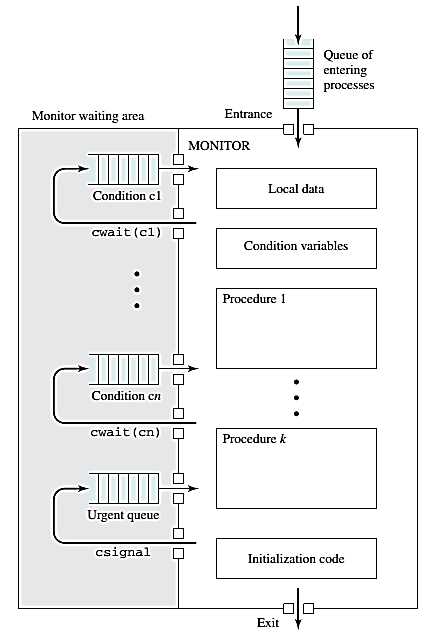 Queue of
entering
processes
Entrance
Monitor waiting area
MONITOR
Condition c1
cwait(c1)
Local data
Condition variables
Procedure 1
Condition cn
cwait(cn)
Procedure k
Urgent queue
csignal
Initialization code
Exit